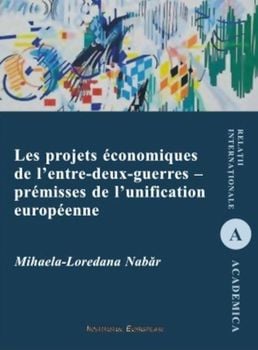 Les projets économiques
de l'entre-deux-guerres –
prémisses de l'unification
européenne
Mihaela-Loredana Nabăr
RELAȚII
INTERNAȚIONALE
A
ACADEMICA
INSTITUTUL EUROPEAN